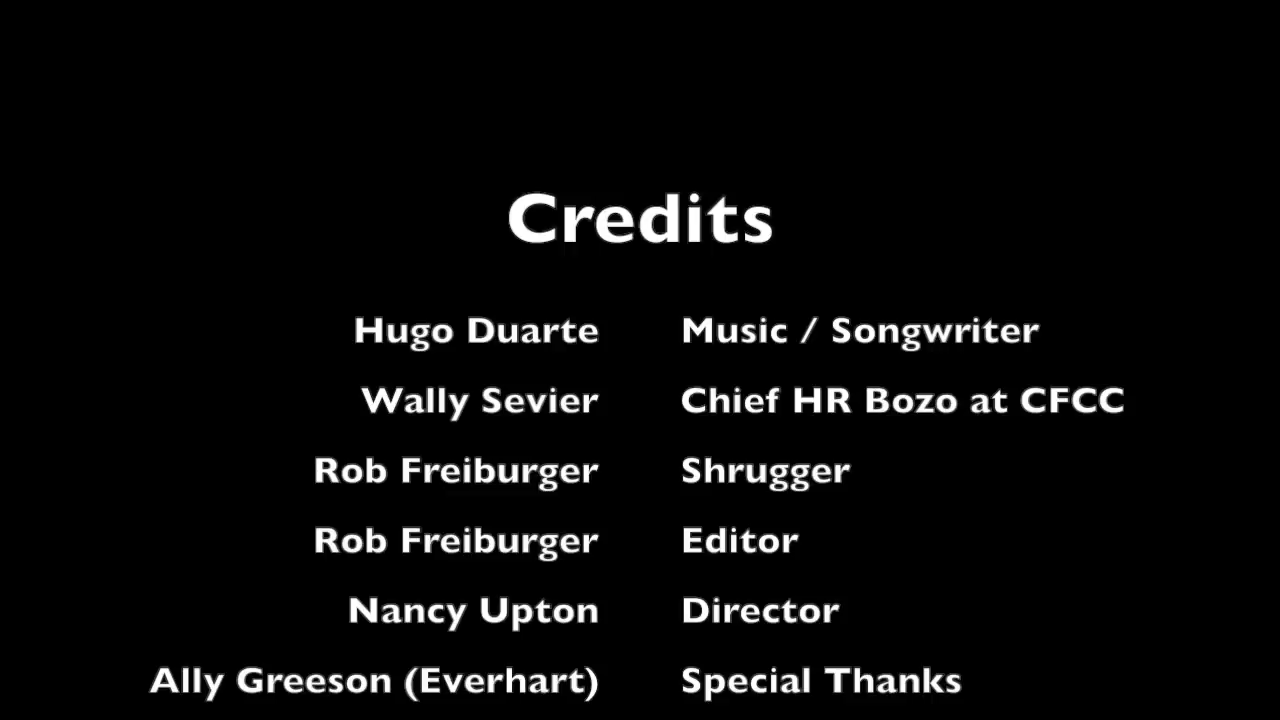 Credits
Hugo Duarte Music / Songwriter
Wally Sevier Chief HR Bozo at CFCC
Rob Freiburger Shrugger
Rob Freiburger Editor
Nancy Upton Director
Ally Greeson (Everhart) Special Thanks